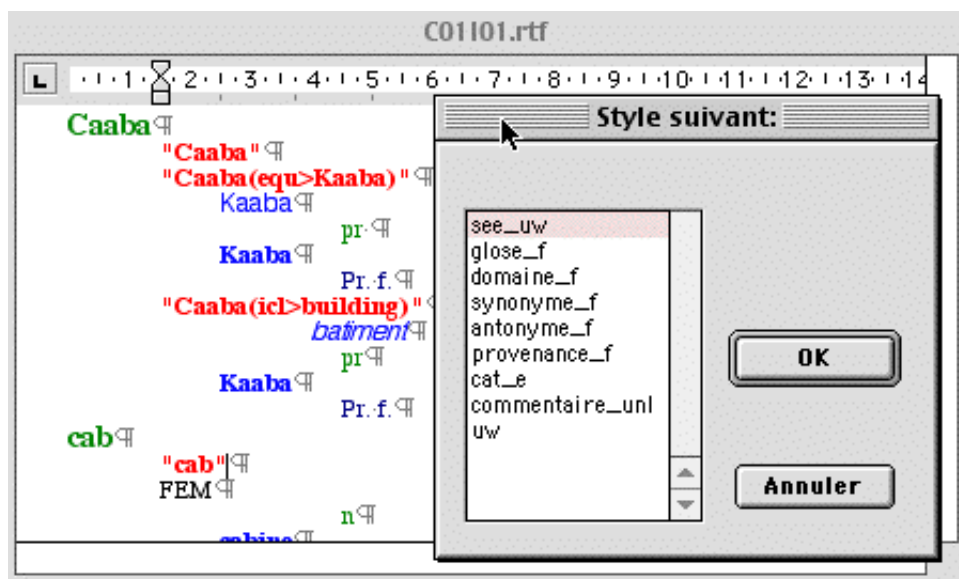 C01I01.rtf
L 1 2 3 4 5 6 7 8 9 10 11 12 13 14
Style suivant:
Caaba¶
"Caaba"¶
"Caaba(equ>Kaaba)"¶
Kaaba¶
pr·¶
Kaaba¶
Pr.·f.¶
"Caaba(icl>building)"
batiment¶
pr¶
Kaaba¶
Pr.·f.¶
cab¶
"cab"¶
FEM¶
n¶
cabine¶
see_uw
glose_f
domaine_f
synonyme_f
antonyme_f
provenance_f
cat_e
commentaire_unl
uw
OK
Annuler